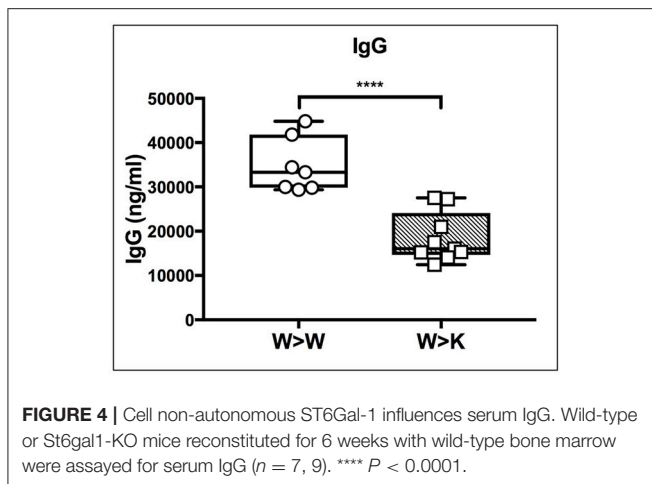 IgG
****
50000
40000
30000
20000
10000
0
IgG (ng/ml)
W>W
W>K
FIGURE 4 | Cell non-autonomous ST6Gal-1 influences serum IgG. Wild-type
or St6gal1-KO mice reconstituted for 6 weeks with wild-type bone marrow
were assayed for serum IgG (n = 7, 9). **** P < 0.0001.